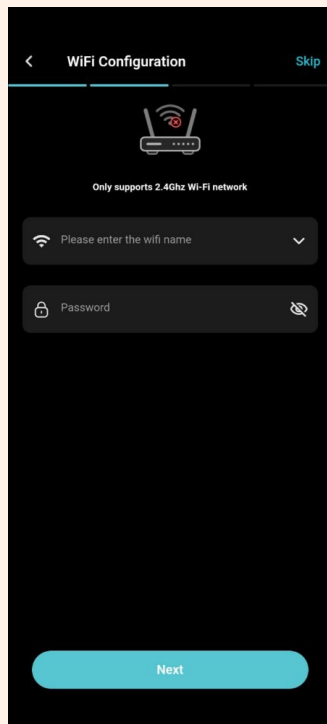 WiFi Configuration Skip
Only supports 2.4Ghz Wi-Fi network
Please enter the wifi name
Password
Next